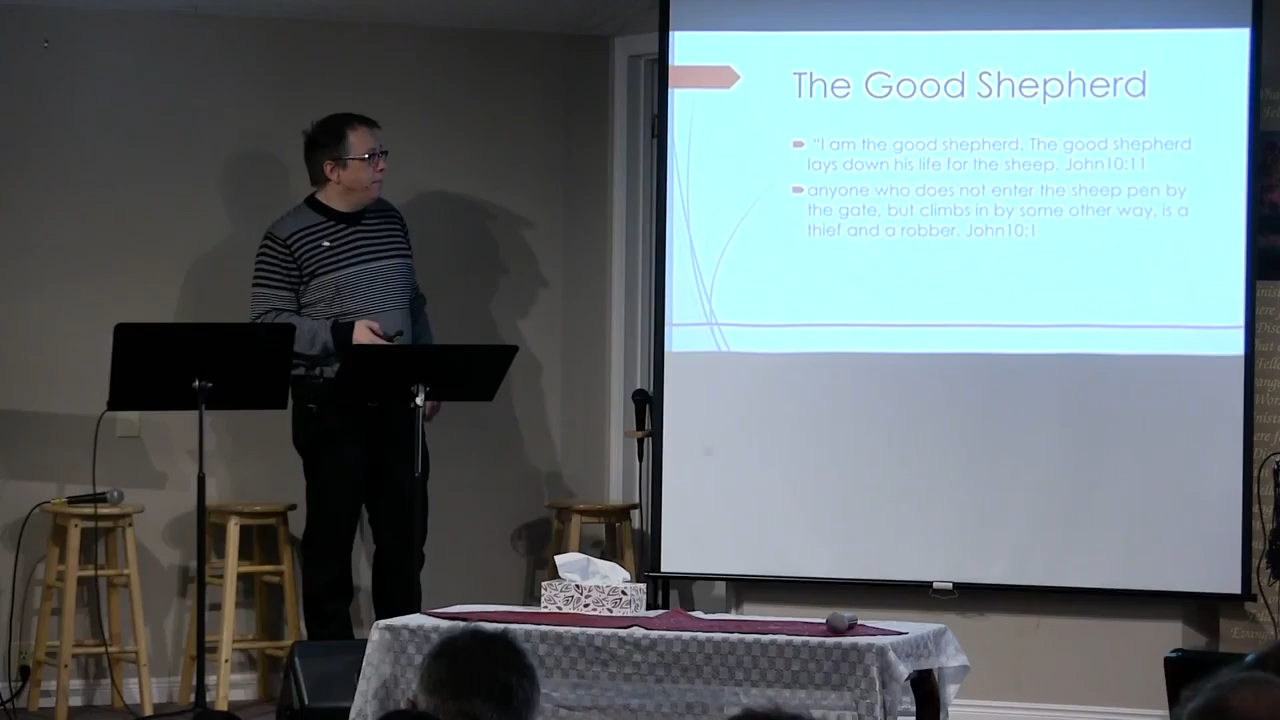 The Good Shepherd
“I am the good shepherd. The good shepherd
lays down his life for the sheep. John10:11
anyone who does not enter the sheep pen by
the gate, but climbs in by some other way, is a
thief and a robber. John10:1